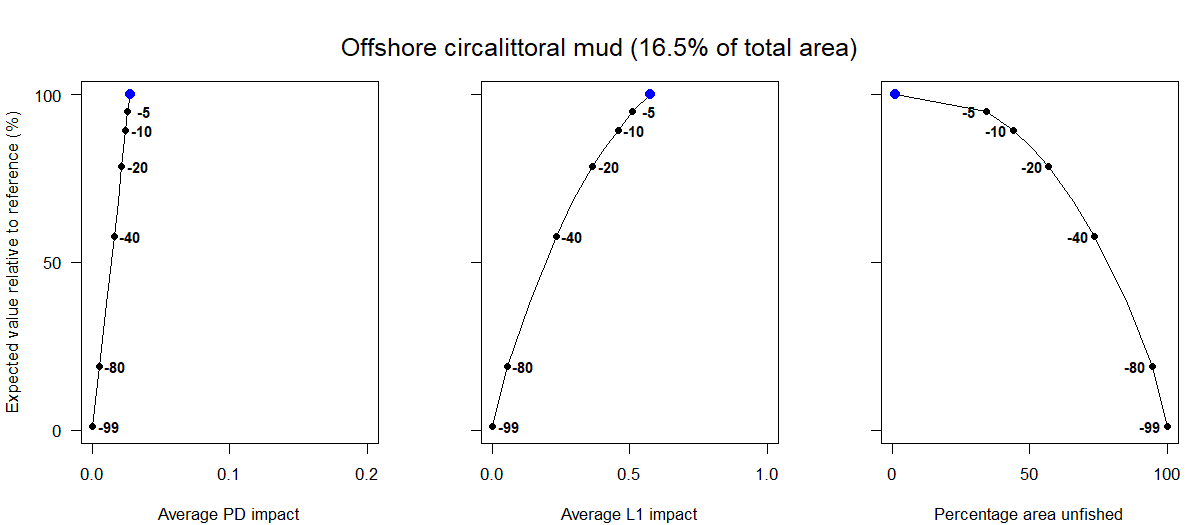 Offshore circalittoral mud (16.5% of total area)
Expected value relative to reference (%)
100
50
0
-5
-10
-20
-40
-80
-99
0.0 0.1 0.2
Average PD impact
-5
-10
-20
-40
-80
-99
0.0 0.5 1.0
Average L1 impact
-5
-10
-20
-40
-80
-99
0 50 100
Percentage area unfished